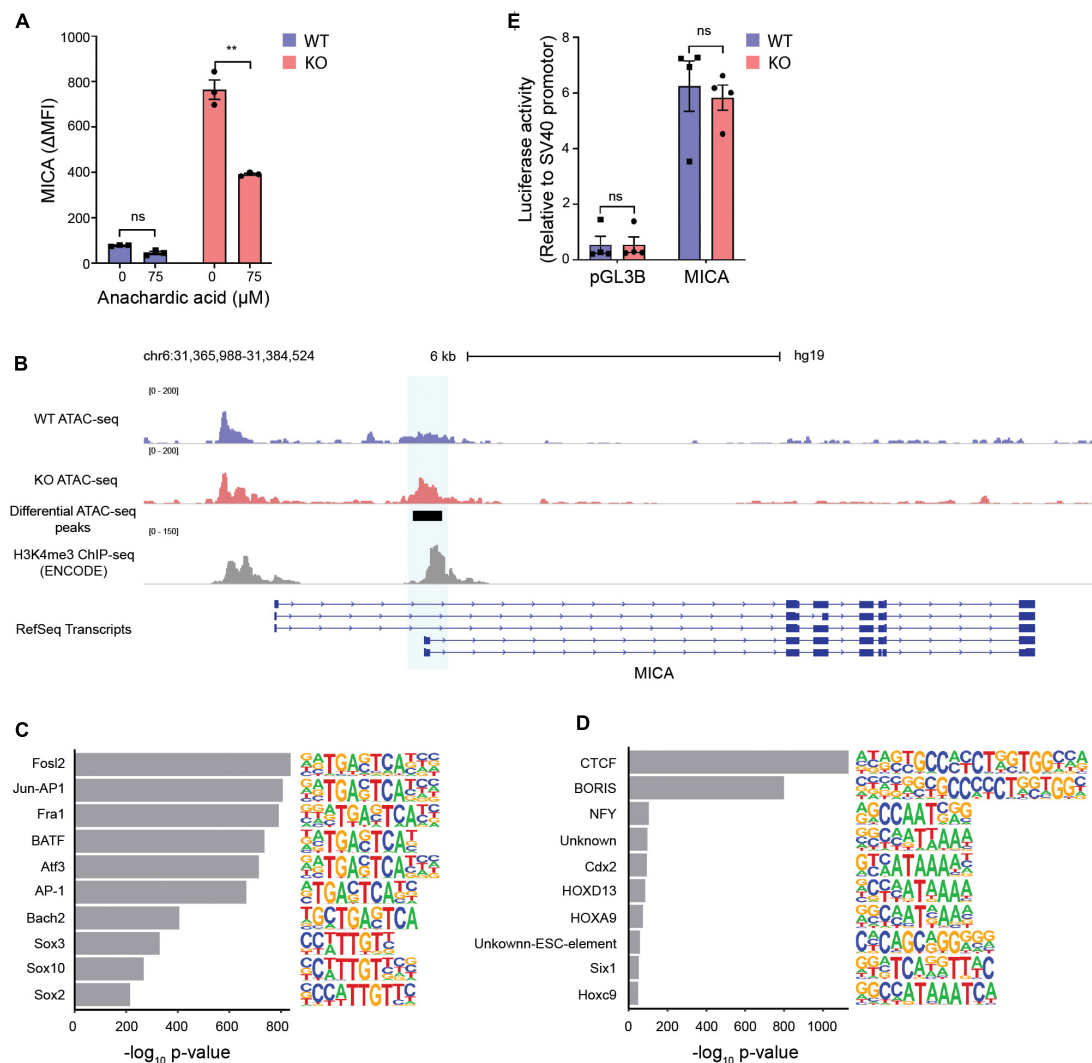 A
1000
800
600
400
200
0
MICA (ΔMFI)
ns
**
0
75
0
75
Anachardic acid (µM)
WT
KO
E
8
6
4
2
0
Luciferase activity
(Relative to SV40 promotor)
ns
ns
pGL3B
MICA
WT
KO
B
chr6:31,365,988-31,384,524
6 kb
hg19
[0 - 200]
WT ATAC-seq
[0 - 200]
KO ATAC-seq
Differential ATAC-seq
peaks
[0 - 150]
H3K4me3 ChIP-seq
(ENCODE)
RefSeq Transcripts
MICA
C
Fosl2
Jun-AP1
Fra1
BATF
Atf3
AP-1
Bach2
Sox3
Sox10
Sox2
0
200
400
600
800
-log10 p-value
D
CTCF
BORIS
NFY
Unknown
Cdx2
HOXD13
HOXA9
Unkownn-ESC-element
Six1
Hoxc9
0
200
400
600
800
1000
-log10 p-value